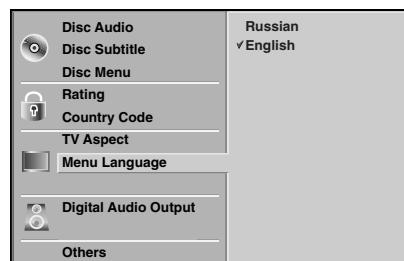 Disc Audio
Disc Subtitle
Disc Menu
Rating
Country Code
TV Aspect
Menu Language
Digital Audio Output
Others
Russian
✓English